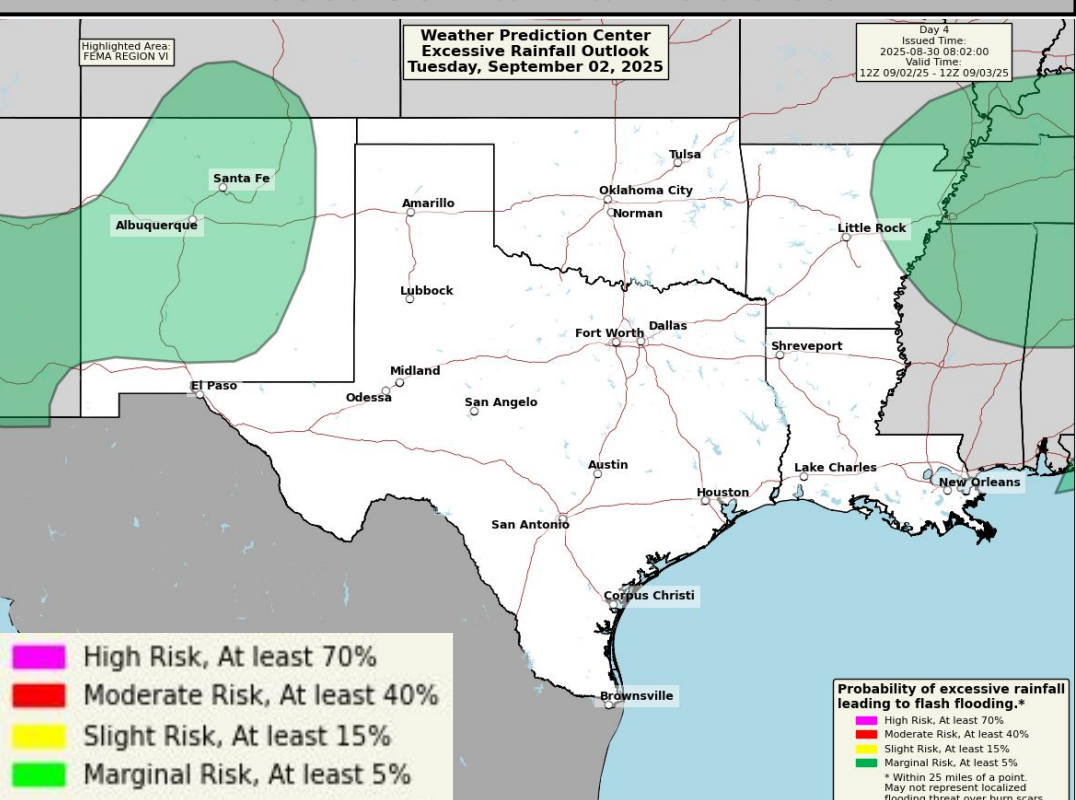 Highlighted Area:
FEMA REGION VI
Weather Prediction Center
Excessive Rainfall Outlook
Tuesday, September 02, 2025
Day 4
Issued Time:
2025-08-30 08:02:00
Valid Time:
12Z 09/02/25 - 12Z 09/03/25
Tulsa
Santa Fe
Oklahoma City
Amarillo
Norman
Albuquerque
Little Rock
Lubbock
Fort Worth
Dallas
Shreveport
Midland
El Paso
Odessa
San Angelo
Austin
Lake Charles
New Orleans
Houston
San Antonio
Corpus Christi
Brownsville
High Risk, At least 70%
Moderate Risk, At least 40%
Slight Risk, At least 15%
Marginal Risk, At least 5%
Probability of excessive rainfall
leading to flash flooding.*
High Risk, At least 70%
Moderate Risk, At least 40%
Slight Risk, At least 15%
Marginal Risk, At least 5%
* Within 25 miles of a point.
May not represent localized
flooding threat over burn scars